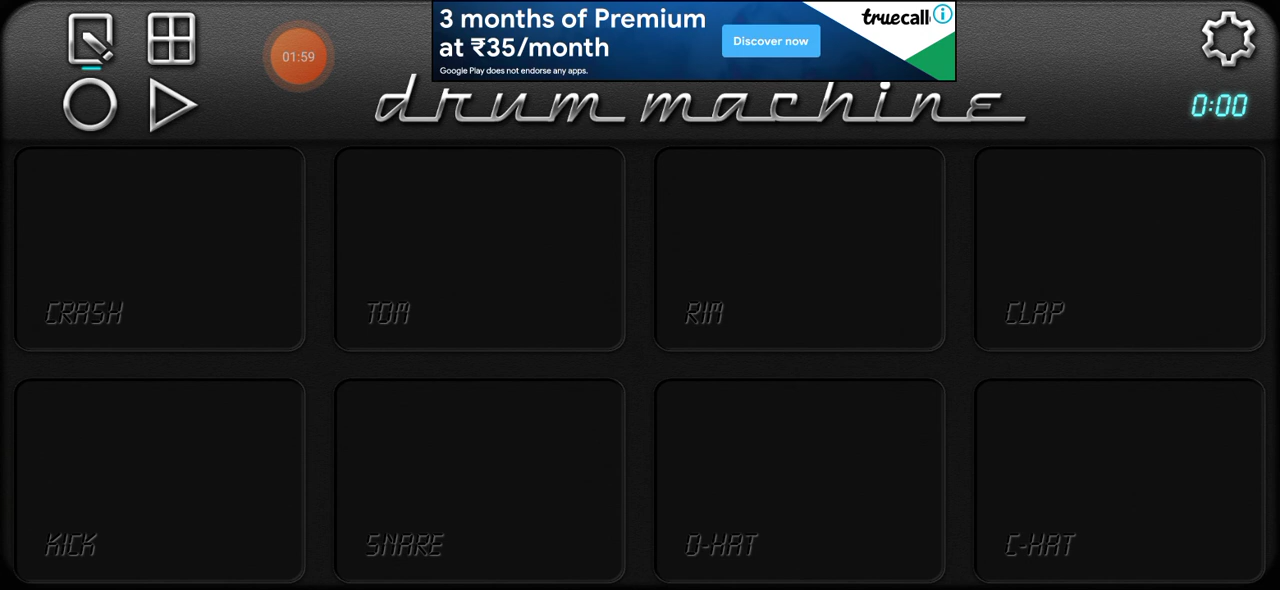 3 months of Premium
at ₹35/month
Google Play does not endorse any apps.
Discover now
truecall
01:59
drum machine
0:00
CRASH
TOM
RIM
CLAP
KICK
SNARE
O-HAT
C-HAT